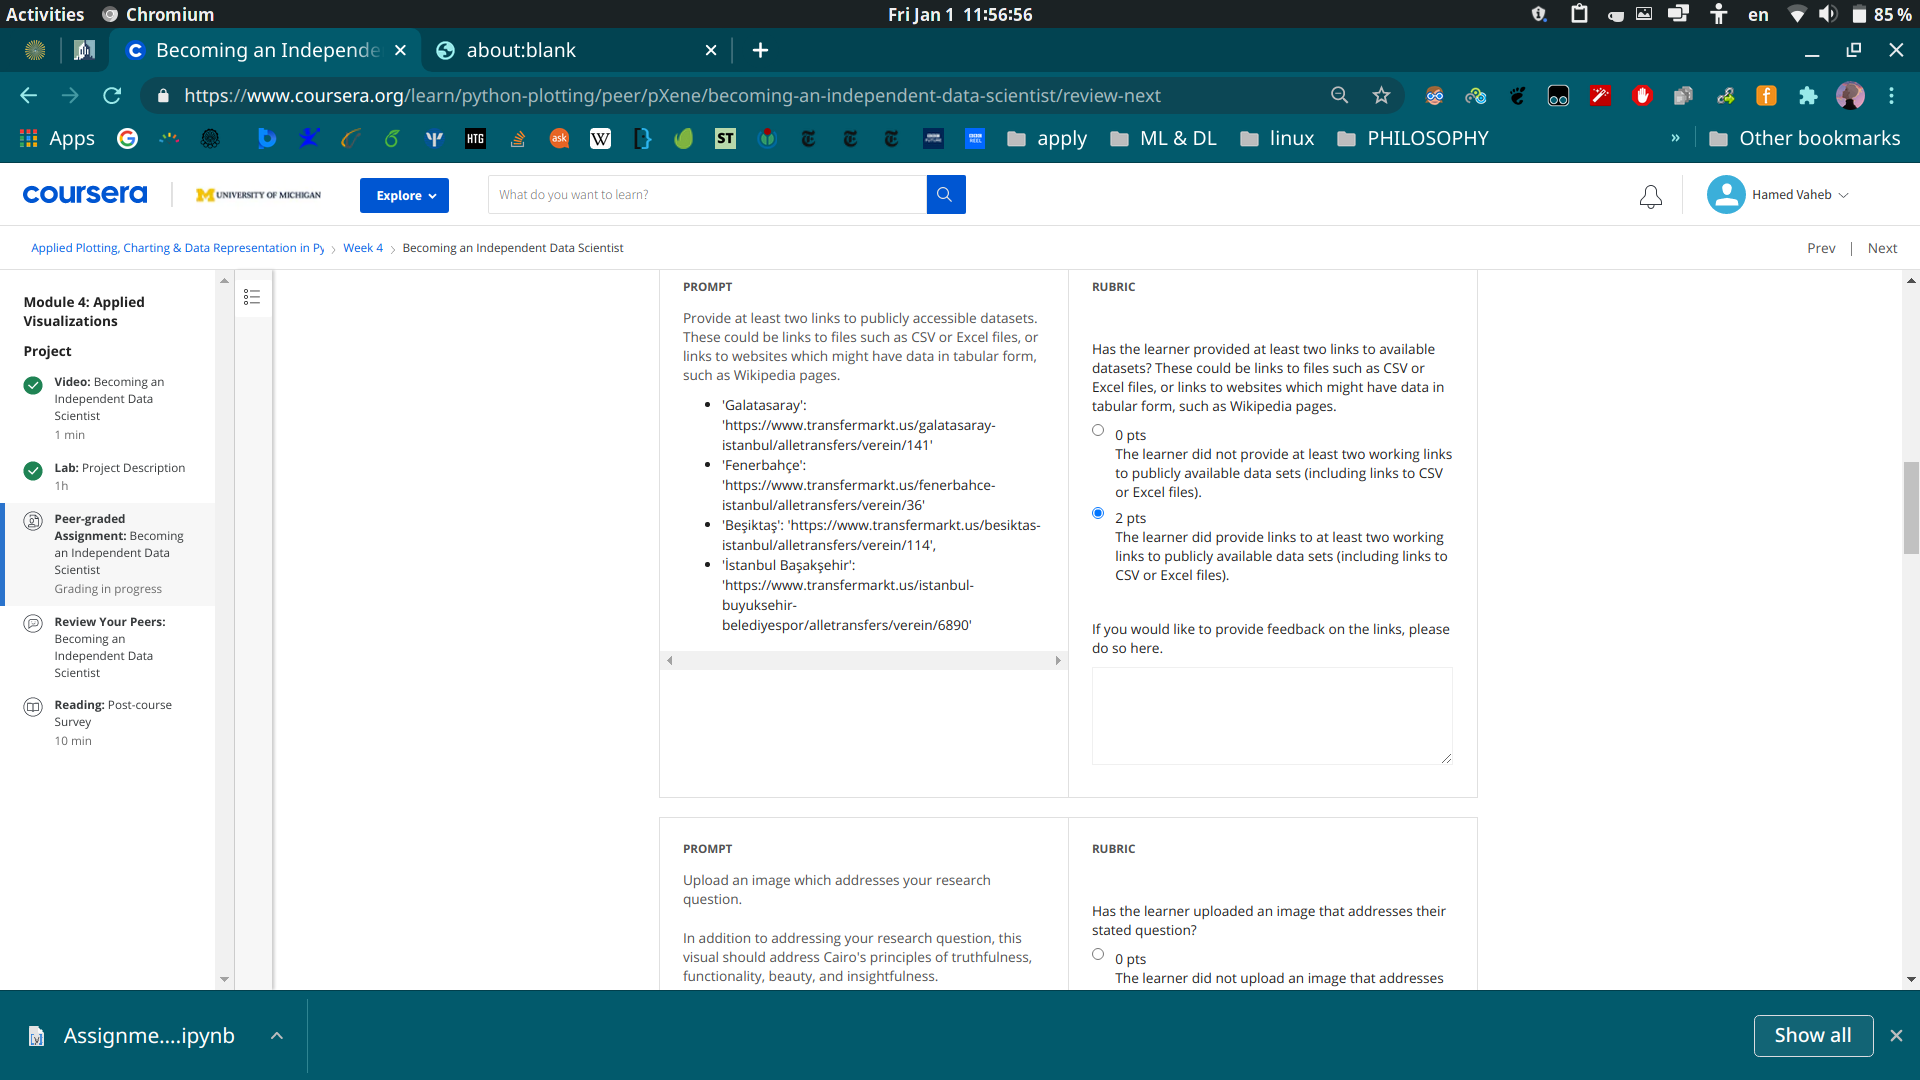 Activities
Chromium
Fri Jan 1  11:56:56
en
85 %
Becoming an Independe
about:blank
https://www.coursera.org/learn/python-plotting/peer/pXene/becoming-an-independent-data-scientist/review-next
Apps
HTG
ask
W
ST
apply
ML & DL
linux
PHILOSOPHY
»
Other bookmarks
coursera
UNIVERSITY OF MICHIGAN
Explore
What do you want to learn?
Hamed Vaheb
Applied Plotting, Charting & Data Representation in Py
Week 4
Becoming an Independent Data Scientist
Prev | Next
Module 4: Applied
Visualizations
Project
Video: Becoming an
Independent Data
Scientist
1 min
Lab: Project Description
1h
Peer-graded
Assignment: Becoming
an Independent Data
Scientist
Grading in progress
Review Your Peers:
Becoming an
Independent Data
Scientist
Reading: Post-course
Survey
10 min
PROMPT
Provide at least two links to publicly accessible datasets.
These could be links to files such as CSV or Excel files, or
links to websites which might have data in tabular form,
such as Wikipedia pages.
• 'Galatasaray':
'https://www.transfermarkt.us/galatasaray-
istanbul/alletransfers/verein/141'
• 'Fenerbahçe':
'https://www.transfermarkt.us/fenerbahce-
istanbul/alletransfers/verein/36'
• 'Beşiktaş': 'https://www.transfermarkt.us/besiktas-
istanbul/alletransfers/verein/114',
• 'İstanbul Başakşehir':
'https://www.transfermarkt.us/istanbul-
buyuksehir-
belediyespor/alletransfers/verein/6890'
RUBRIC
Has the learner provided at least two links to available
datasets? These could be links to files such as CSV or
Excel files, or links to websites which might have data in
tabular form, such as Wikipedia pages.
0 pts
The learner did not provide at least two working links
to publicly available data sets (including links to CSV
or Excel files).
2 pts
The learner did provide links to at least two working
links to publicly available data sets (including links to
CSV or Excel files).
If you would like to provide feedback on the links, please
do so here.
PROMPT
Upload an image which addresses your research
question.
In addition to addressing your research question, this
visual should address Cairo's principles of truthfulness,
functionality, beauty, and insightfulness.
RUBRIC
Has the learner uploaded an image that addresses their
stated question?
0 pts
The learner did not upload an image that addresses
Assignme....ipynb
Show all